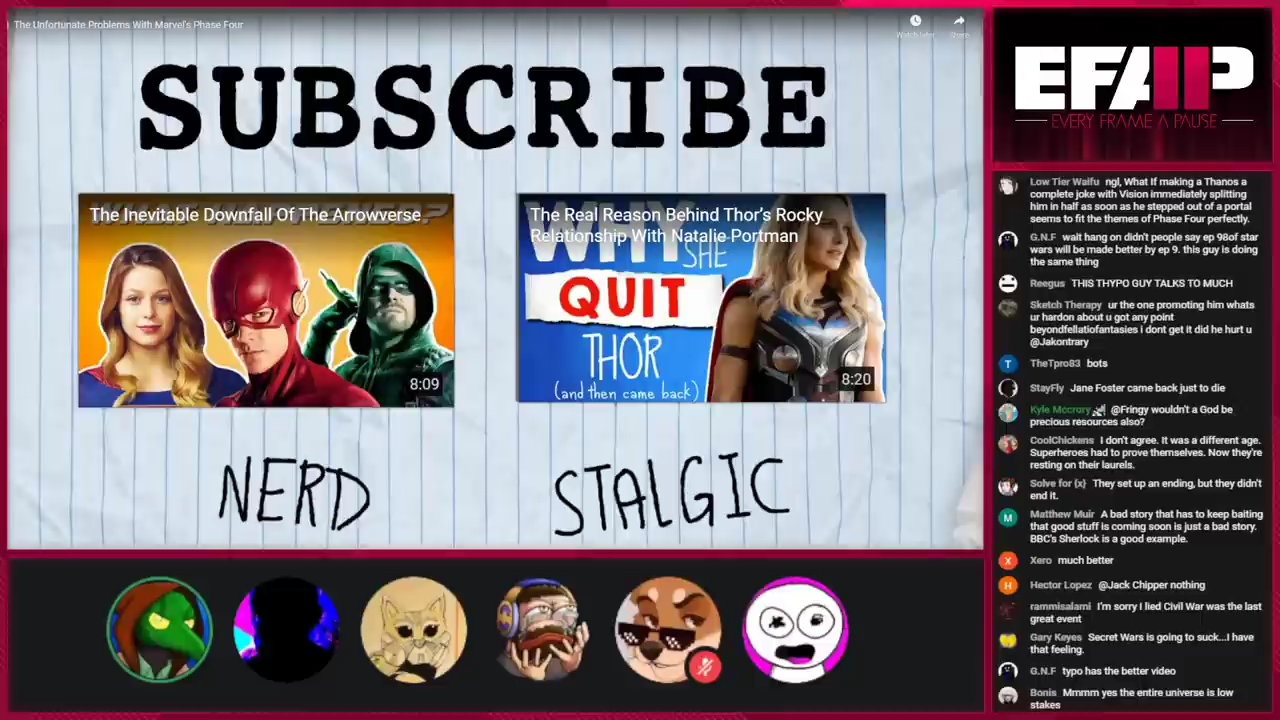 The Unfortunate Problems With Marvel's Phase Four
Watch later
Share
SUBSCRIBE
The Inevitable Downfall Of The Arrowverse
8:09
The Real Reason Behind Thor's Rocky
Relationship With Natalie Portman
WHY SHE
QUIT
THOR
(and then came back)
8:20
NERD
STALGIC
EFAP
EVERY FRAME A PAUSE
Low Tier Waifu ngl, What If making a Thanos a
complete joke with Vision immediately splitting
him in half as soon as he stepped out of a portal
seems to fit the themes of Phase Four perfectly.
G.N.F wait hang on didn't people say ep 98of star
wars will be made better by ep 9. this guy is doing
the same thing
Reegus THIS THYPO GUY TALKS TO MUCH
Sketch Therapy ur the one promoting him whats
ur hardon about u got any point
beyondfellatiofantasies i dont get it did he hurt u
@Jakontrary
T
TheTpro83 bots
StayFly Jane Foster came back just to die
Kyle Mccrary @Fringy wouldn't a God be
precious resources also?
CoolChickens I don't agree. It was a different age.
Superheroes had to prove themselves. Now they're
resting on their laurels.
Solve for {x} They set up an ending, but they didn't
end it.
M
Matthew Muir A bad story that has to keep baiting
that good stuff is coming soon is just a bad story.
BBC's Sherlock is a good example.
X
Xero much better
H
Hector Lopez @Jack Chipper nothing
rammisalami I'm sorry I lied Civil War was the last
great event
Gary Keyes Secret Wars is going to suck...I have
that feeling.
G.N.F typo has the better video
Bonis Mmmm yes the entire universe is low
stakes